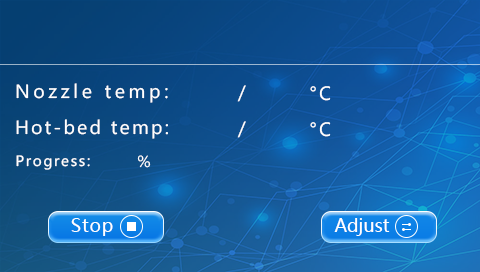 Nozzle temp: / °C
Hot-bed temp: / °C
Progress: %
Stop Adjust